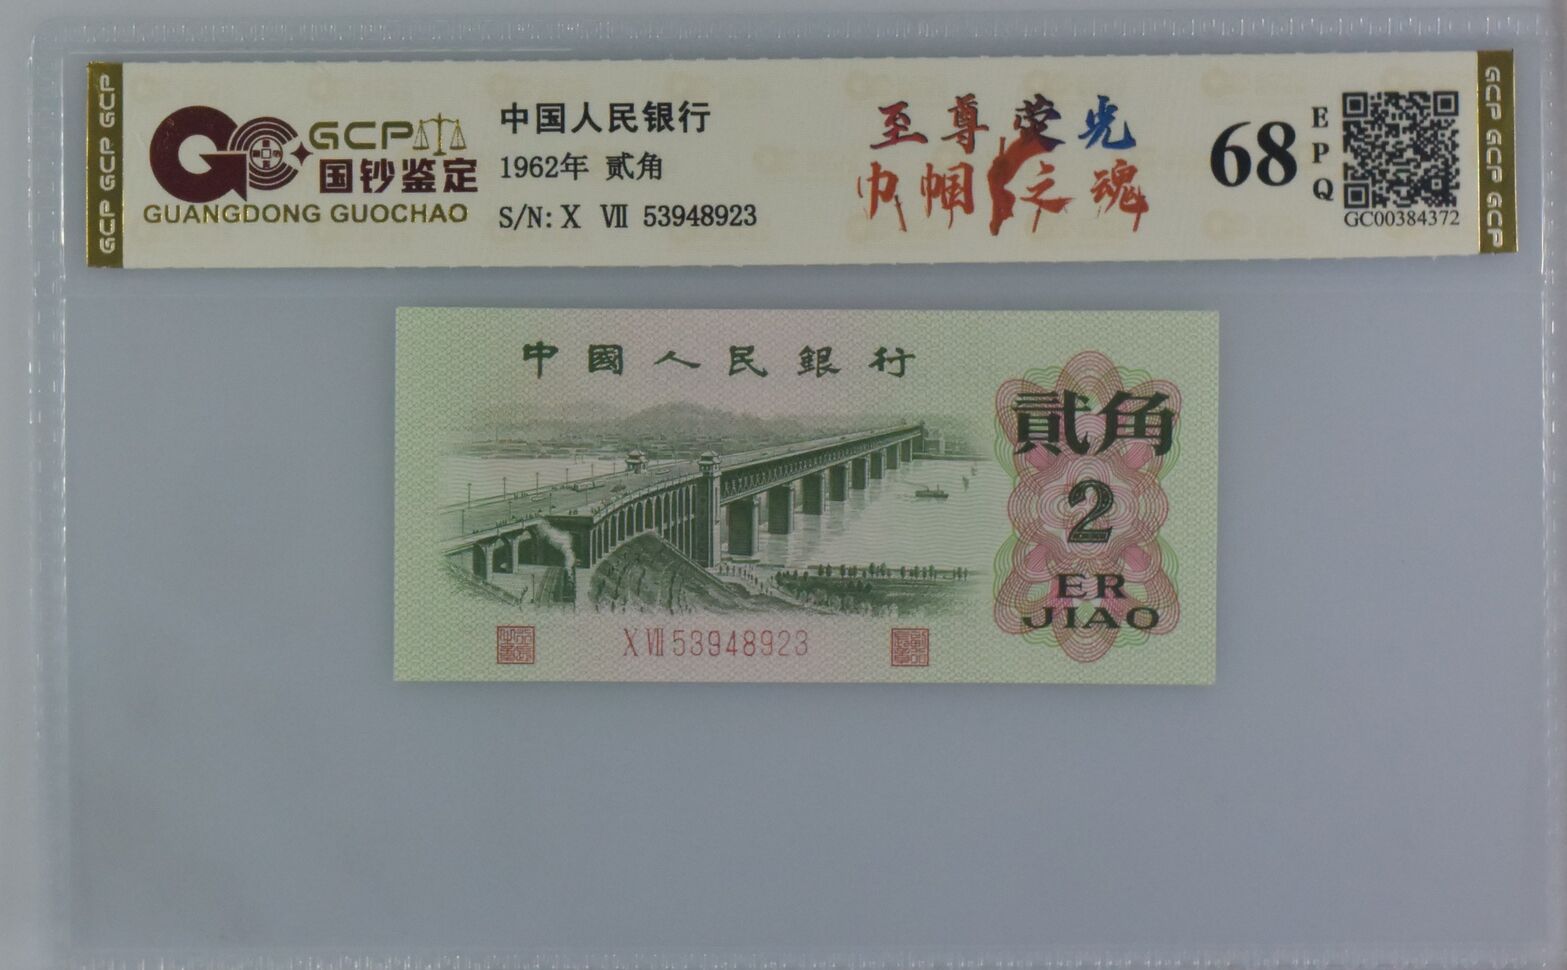 GCP
国钞鉴定
GUANGDONG GUOCHAO
中国人民银行
1962年 贰角
S/N: X Ⅶ 53948923
至尊荧光
巾帼之魂
68
EPQ
GC00384372
GCP GCP GCP
GCP GCP GCP
中國人民銀行
貳角
2
ER
JIAO
X Ⅶ 53948923